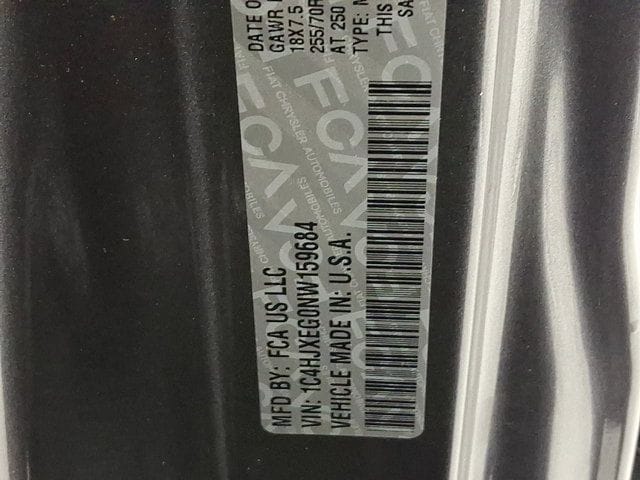 MFD BY: FCA US LLC
DATE O
VIN: 1C4HJXEG0NW159684
GAWR
18X7.5
VEHICLE MADE IN: U.S.A.
255/70R
AT 250
TYPE: M
THIS
SA